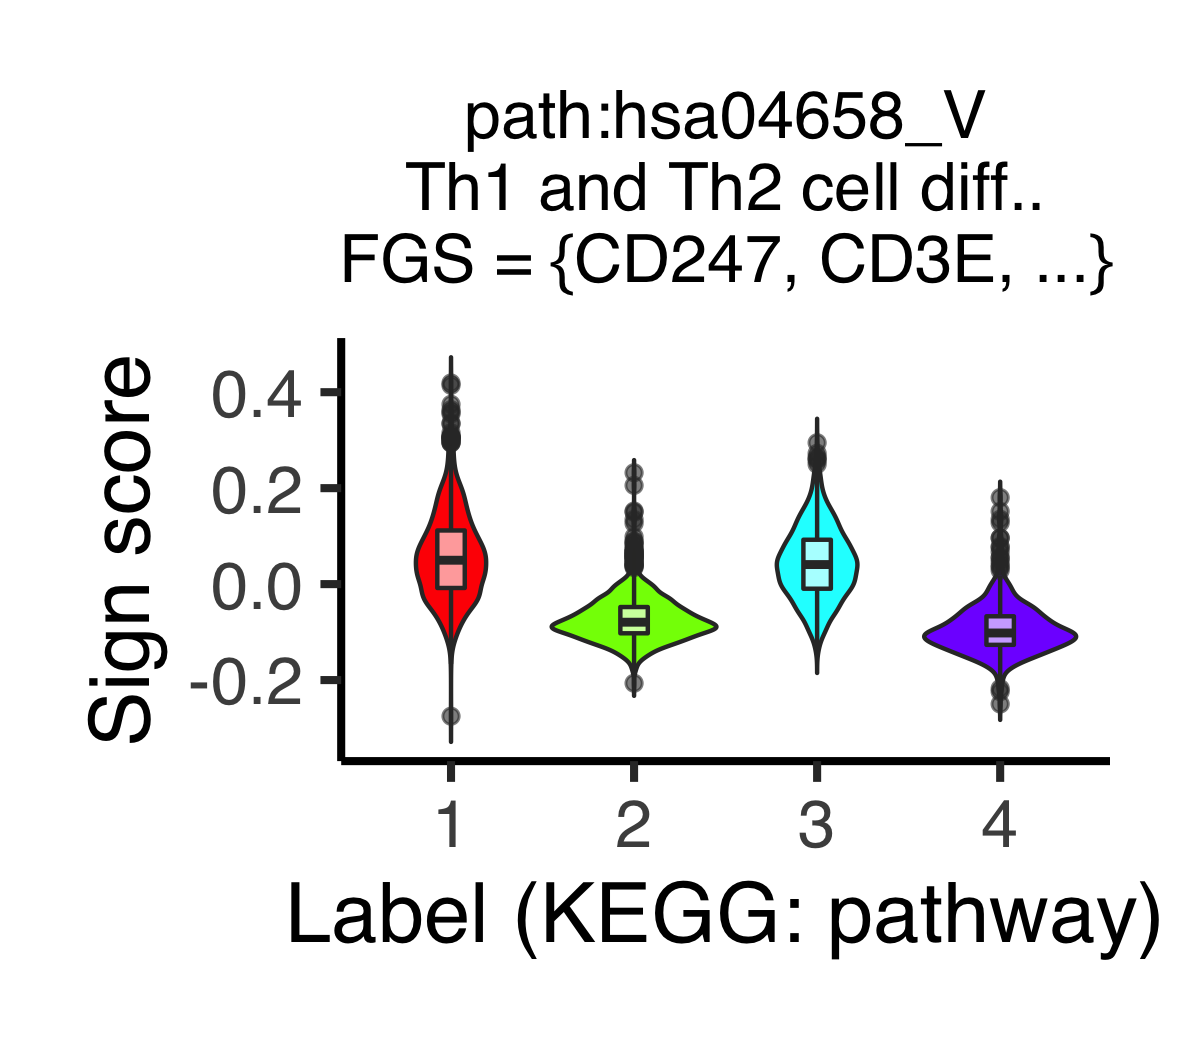 path:hsa04658_V
Th1 and Th2 cell diff..
FGS = {CD247, CD3E, ...}
Sign score
0.4
0.2
0.0
-0.2
1 2 3 4
Label (KEGG: pathway)